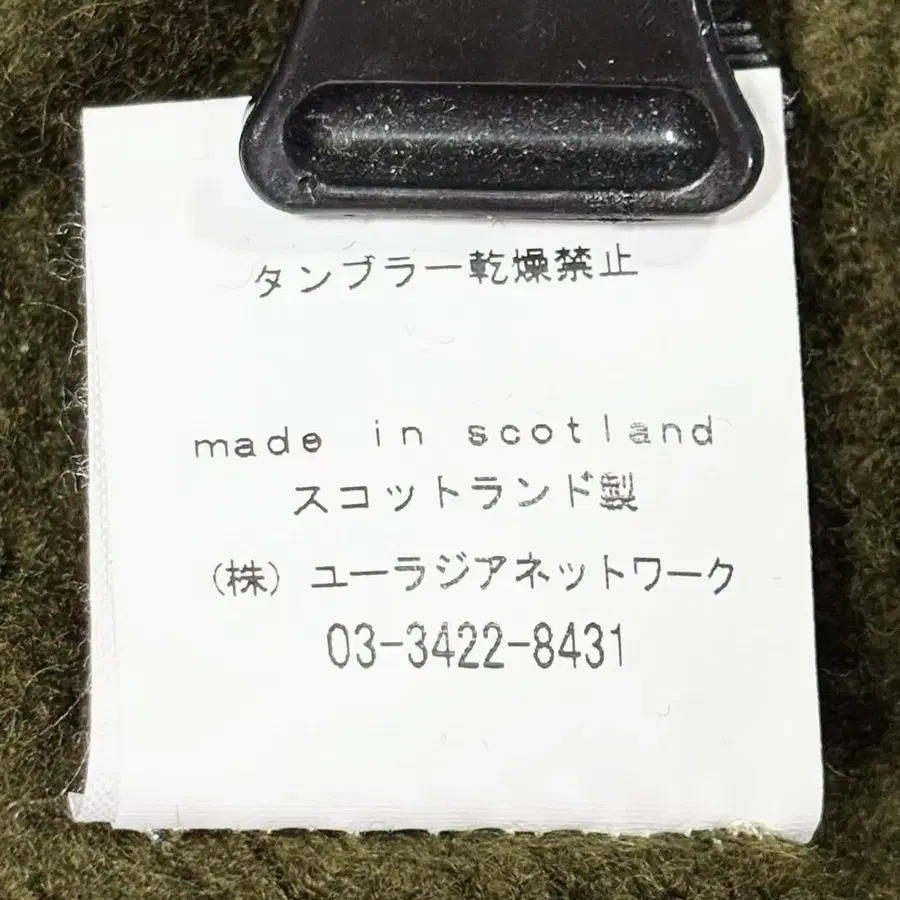 タンブラー乾燥禁止
made in scotland
スコットランド製
(株) ユーラジアネットワーク
03-3422-8431